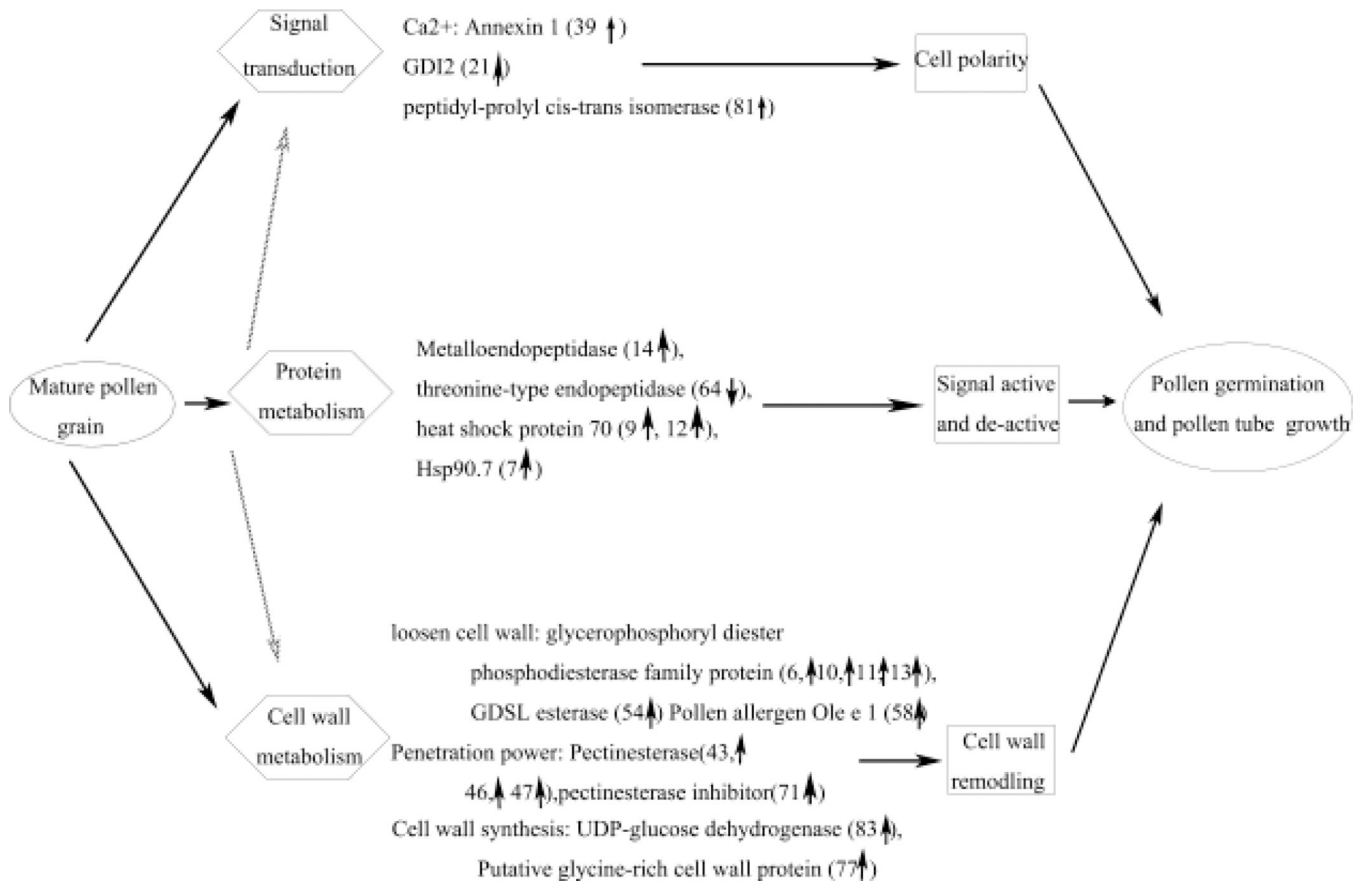 Signal
transduction
Ca2+: Annexin 1 (39 ↑)
GDI2 (21↑)
peptidyl-prolyl cis-trans isomerase (81↑)
Cell polarity
Mature pollen
grain
Protein
metabolism
Metalloendopeptidase (14↑),
threonine-type endopeptidase (64↓),
heat shock protein 70 (9↑, 12↑),
Hsp90.7 (7↑)
Signal active
and de-active
Pollen germination
and pollen tube growth
Cell wall
metabolism
loosen cell wall: glycerophosphoryl diester
phosphodiesterase family protein (6,↑10,↑11,↑13↑),
GDSL esterase (54↑) Pollen allergen Ole e 1 (58↑)
Penetration power: Pectinesterase(43,↑
46,↑ 47↑),pectinesterase inhibitor(71↑)
Cell wall synthesis: UDP-glucose dehydrogenase (83↑),
Putative glycine-rich cell wall protein (77↑)
Cell wall
remodling